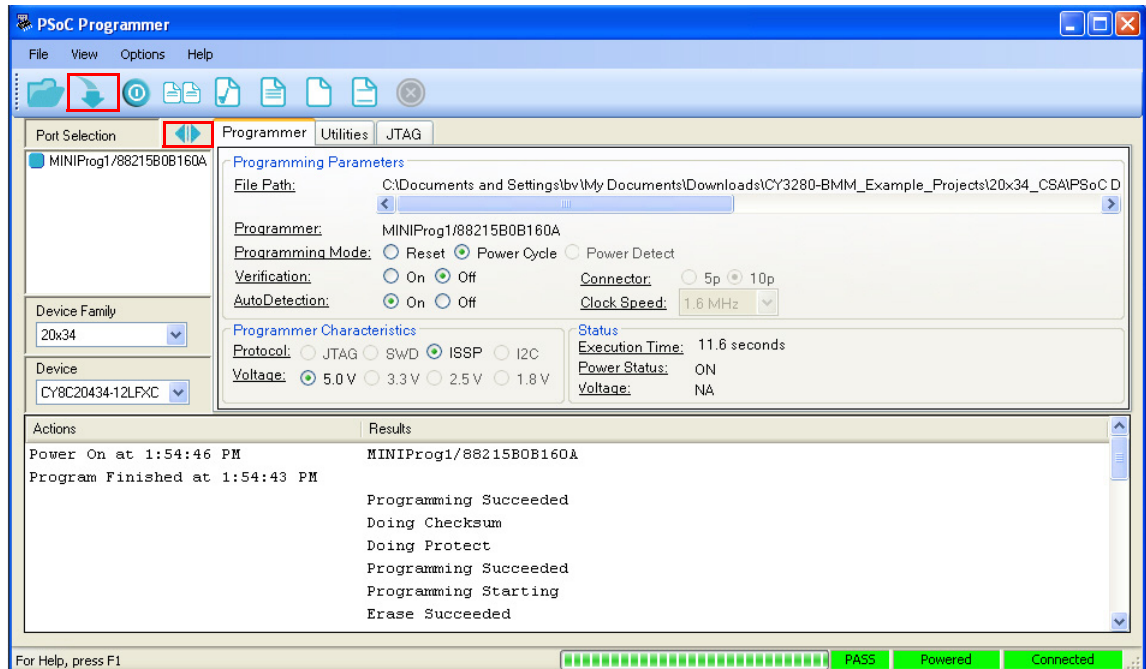 PSoC Programmer
File View Options Help
Port Selection
Programmer Utilities JTAG
MINIProg1/88215B0B160A
Programming Parameters
File Path: C:\Documents and Settings\bv\My Documents\Downloads\CY3280-BMM_Example_Projects\20x34_CSA\PSoC D
Programmer: MINIProg1/88215B0B160A
Programming Mode: Reset Power Cycle Power Detect
Verification: On Off Connector: 5p 10p
AutoDetection: On Off Clock Speed: 1.6 MHz
Device Family
20x34
Device
CY8C20434-12LFXC
Programmer Characteristics
Protocol: JTAG SWD ISSP I2C
Voltage: 5.0 V 3.3 V 2.5 V 1.8 V
Status
Execution Time: 11.6 seconds
Power Status: ON
Voltage: NA
Actions Results
Power On at 1:54:46 PM MINIProg1/88215B0B160A
Program Finished at 1:54:43 PM
Programming Succeeded
Doing Checksum
Doing Protect
Programming Succeeded
Programming Starting
Erase Succeeded
For Help, press F1 PASS Powered Connected